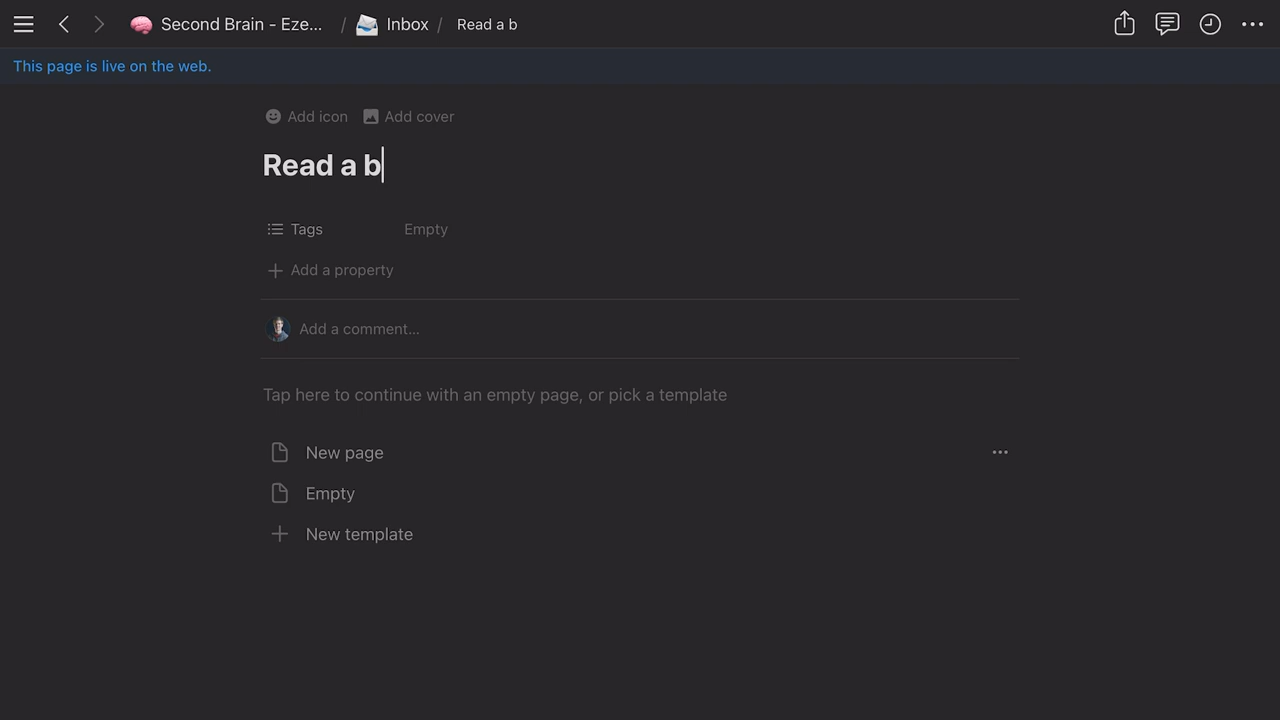 Second Brain - Eze... / Inbox / Read a b
This page is live on the web.
Add icon Add cover
Read a b
Tags Empty
Add a property
Add a comment...
Tap here to continue with an empty page, or pick a template
New page
Empty
New template